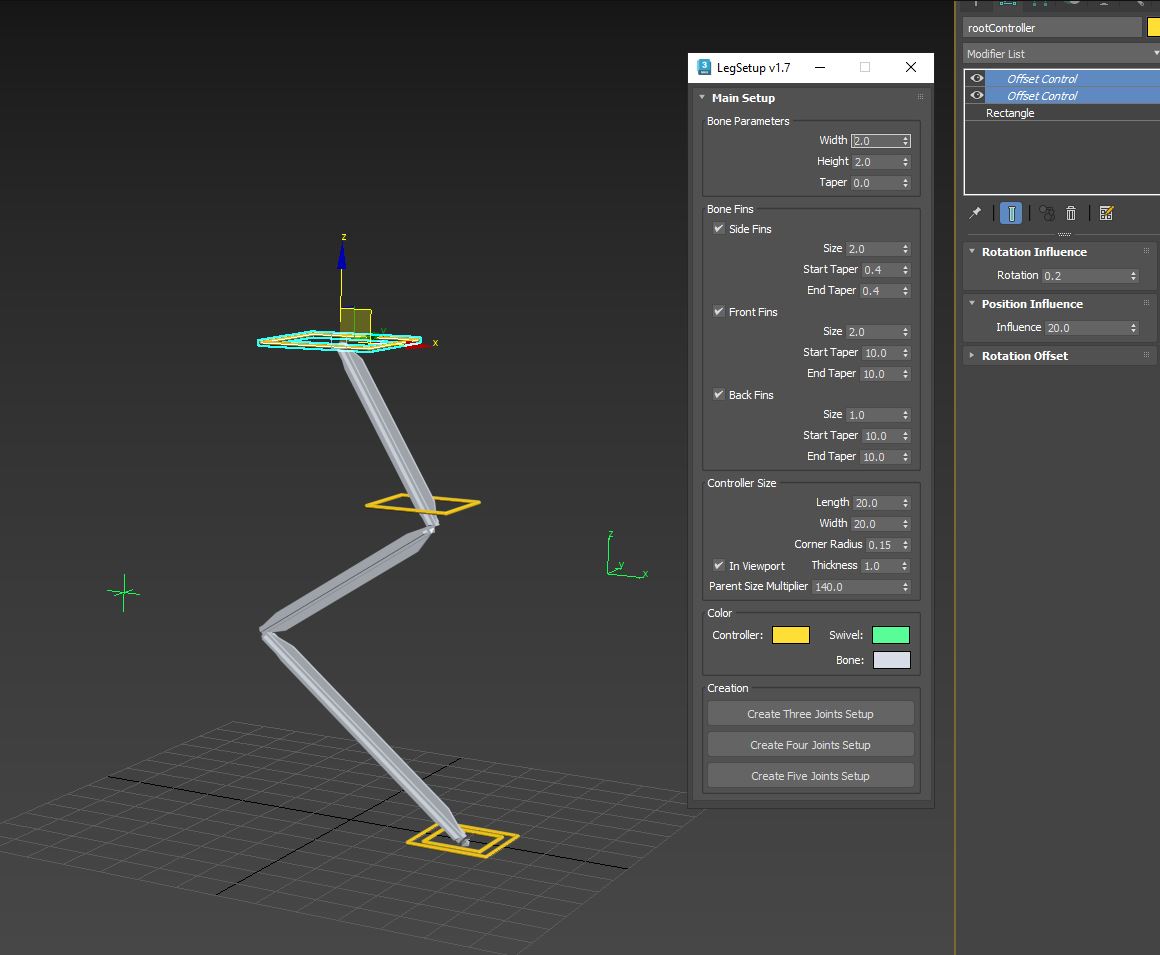 LegSetup v1.7
Main Setup
Bone Parameters
Width 2.0
Height 2.0
Taper 0.0
Bone Fins
Side Fins
Size 2.0
Start Taper 0.4
End Taper 0.4
Front Fins
Size 2.0
Start Taper 10.0
End Taper 10.0
Back Fins
Size 1.0
Start Taper 10.0
End Taper 10.0
Controller Size
Length 20.0
Width 20.0
Corner Radius 0.15
In Viewport Thickness 1.0
Parent Size Multiplier 140.0
Color
Controller: Swivel:
Bone:
Creation
Create Three Joints Setup
Create Four Joints Setup
Create Five Joints Setup
rootController
Modifier List
Offset Control
Offset Control
Rectangle
Rotation Influence
Rotation 0.2
Position Influence
Influence 20.0
Rotation Offset
z
y
x
z
y
x
3